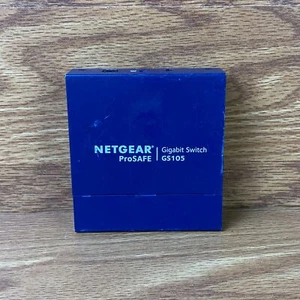 NETGEAR® | Gigabit Switch
ProSAFE | GS105